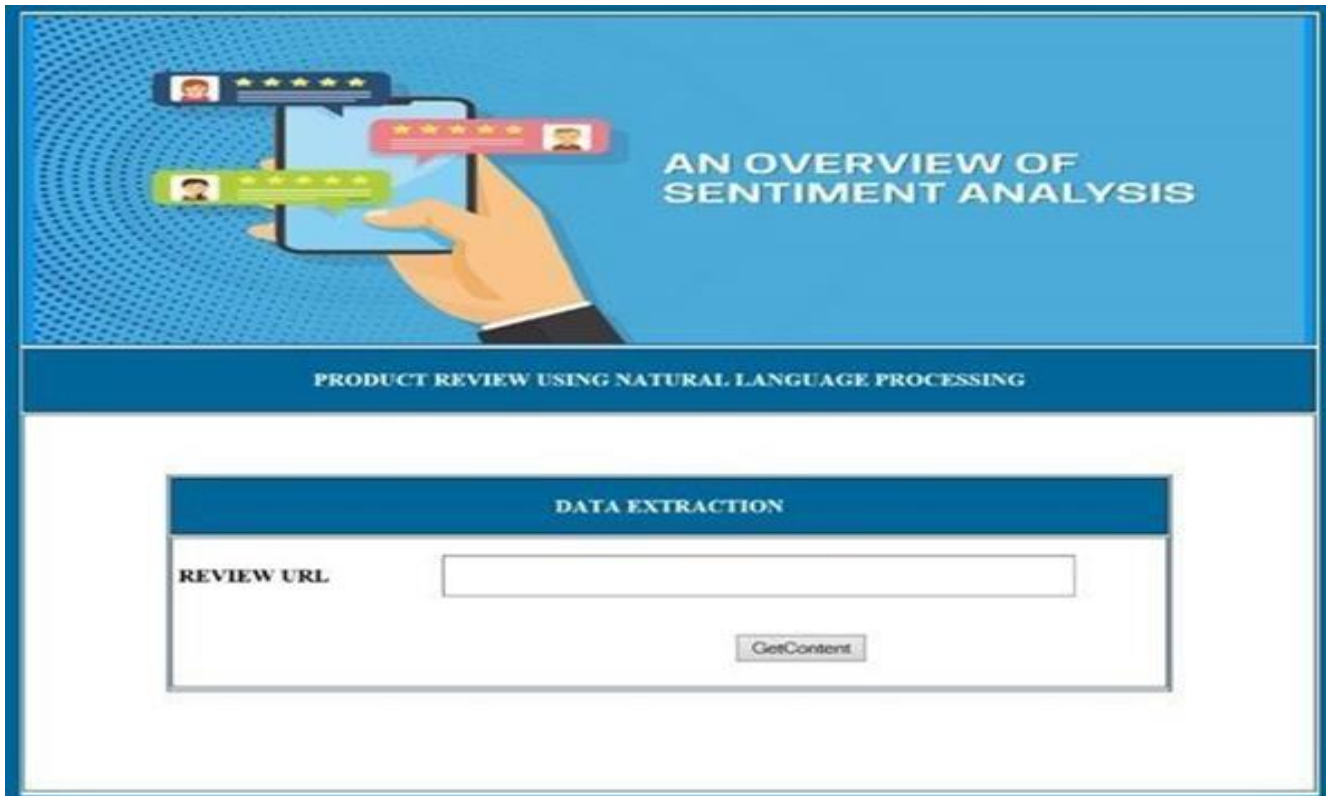 AN OVERVIEW OF
SENTIMENT ANALYSIS
PRODUCT REVIEW USING NATURAL LANGUAGE PROCESSING
DATA EXTRACTION
REVIEW URL
GetContent